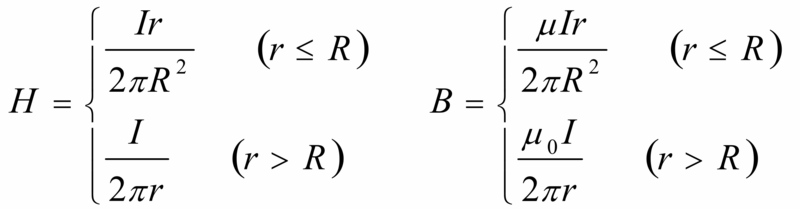 H = { Ir / 2πR² (r ≤ R)
I / 2πr (r > R)
B = { μIr / 2πR² (r ≤ R)
μ₀I / 2πr (r > R)